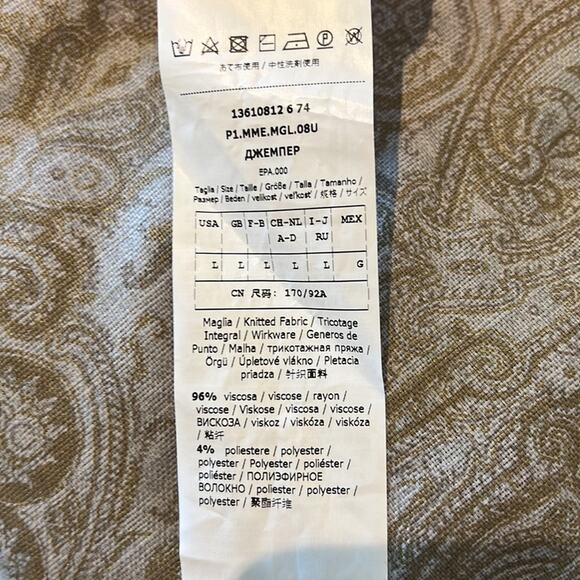 あて布使用 / 中性洗剤使用
13610812 6 74
P1.MME.MGL.08U
ДЖЕМПЕР
EPA.000
Taglia / Size / Taille / Größe / Talla / Tamanho /
Размер / Beden / velikost / veľkosť / 规格 / サイズ
USA GB F-B CH-NL I-J MEX
A-D RU
L L L L L G
CN 尺码: 170/92A
Maglia / Knitted Fabric / Tricotage
Integral / Wirkware / Generos de
Punto / Malha / трикотажная пряжа /
Örgü / Úpletové vlákno / Pletacia
priadza / 针织面料
96% viscosa / viscose / rayon /
viscose / Viskose / viscosa / viscose /
ВИСКОЗА / viskoz / viskóza / viskóza
/ 粘纤
4% poliestere / polyester /
polyester / Polyester / poliéster /
poliéster / ПОЛИЭФИРНОЕ
ВОЛОКНО / poliester / polyester /
polyester / 聚酯纤维